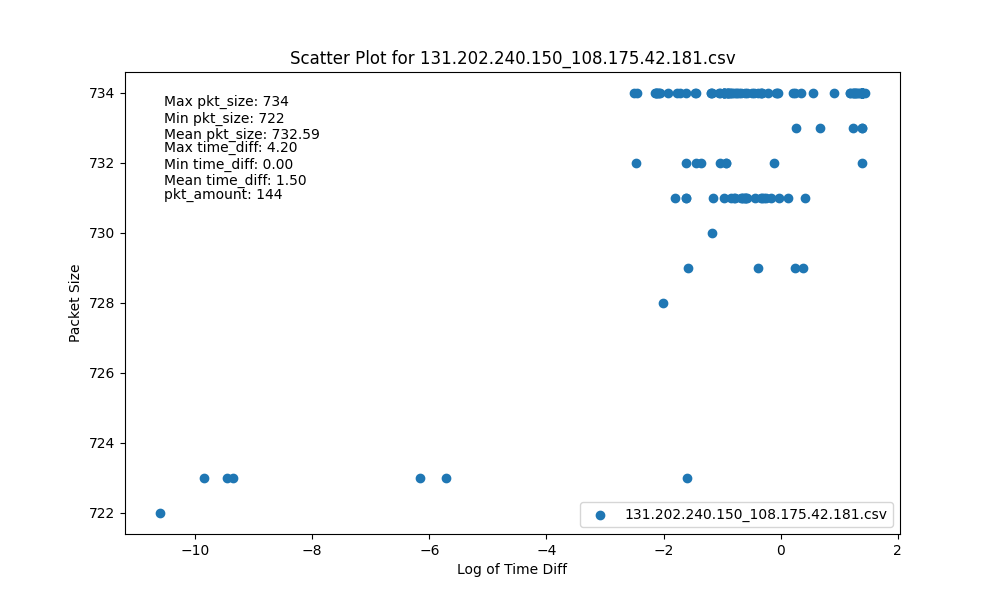 Scatter Plot for 131.202.240.150_108.175.42.181.csv
Max pkt_size: 734
Min pkt_size: 722
Mean pkt_size: 732.59
Max time_diff: 4.20
Min time_diff: 0.00
Mean time_diff: 1.50
pkt_amount: 144
Packet Size
734
732
730
728
726
724
722
131.202.240.150_108.175.42.181.csv
−10
−8
−6
−4
−2
0
2
Log of Time Diff